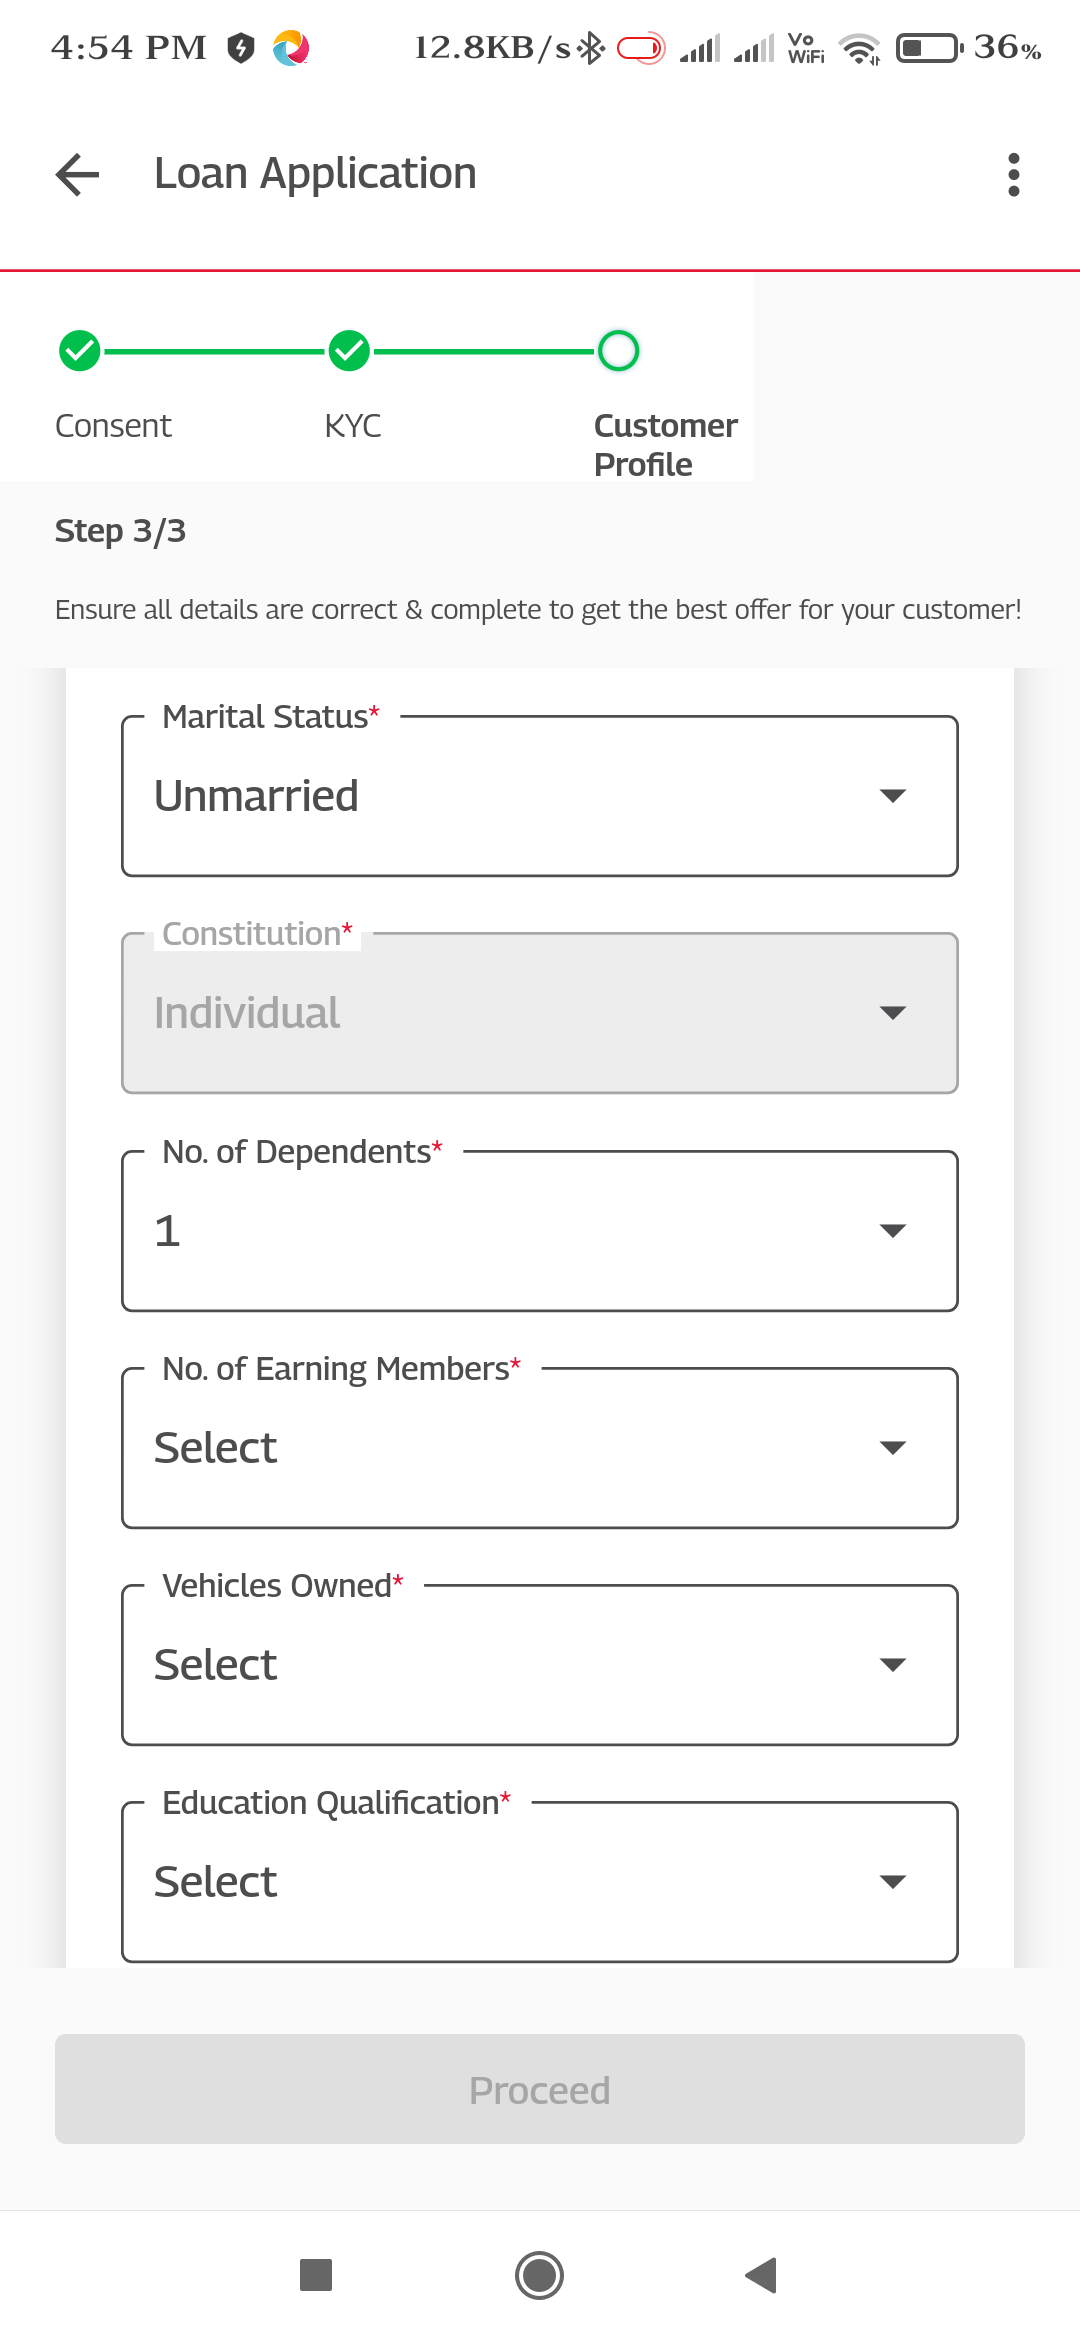 4:54 PM 12.8KB/s Vo WiFi 36%
Loan Application
Consent KYC Customer Profile
Step 3/3
Ensure all details are correct & complete to get the best offer for your customer!
Marital Status*
Unmarried
Constitution*
Individual
No. of Dependents*
1
No. of Earning Members*
Select
Vehicles Owned*
Select
Education Qualification*
Select
Proceed